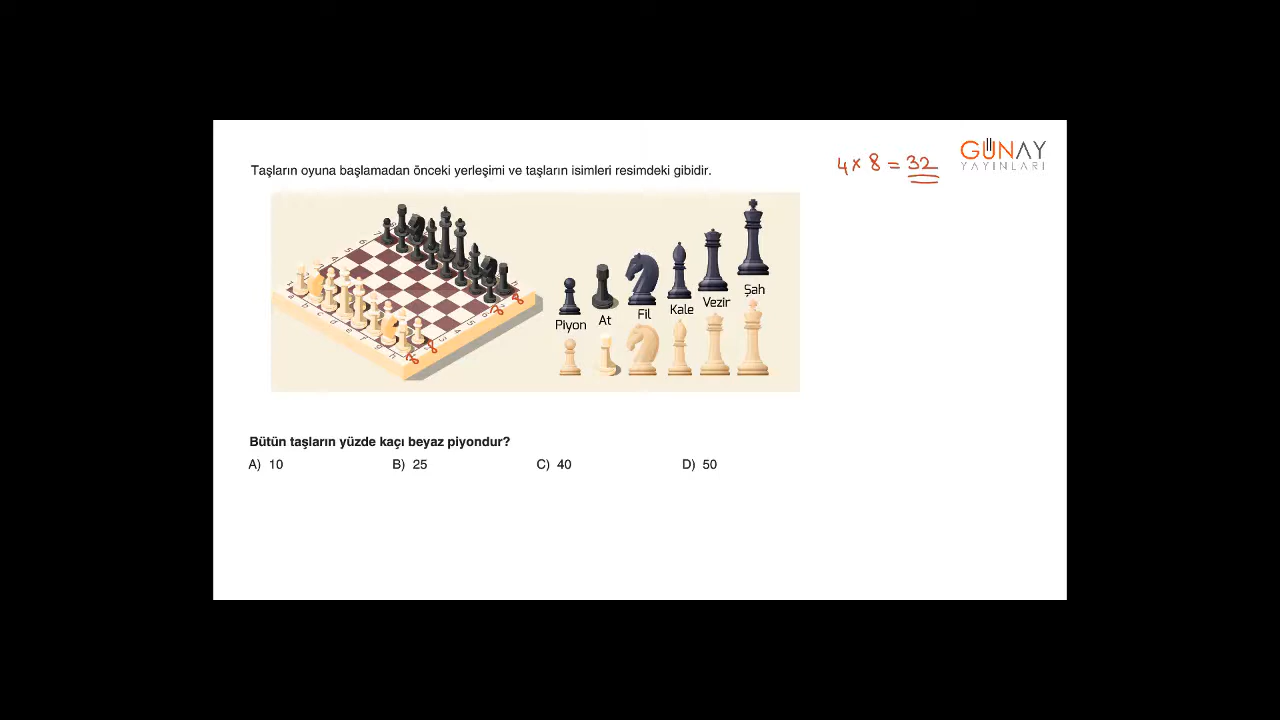 4 x 8 = 32
GÜNAY
YAYINLARI
Taşların oyuna başlamadan önceki yerleşimi ve taşların isimleri resimdeki gibidir.
Piyon
At
Fil
Kale
Vezir
Şah
Bütün taşların yüzde kaçı beyaz piyondur?
A) 10 B) 25 C) 40 D) 50